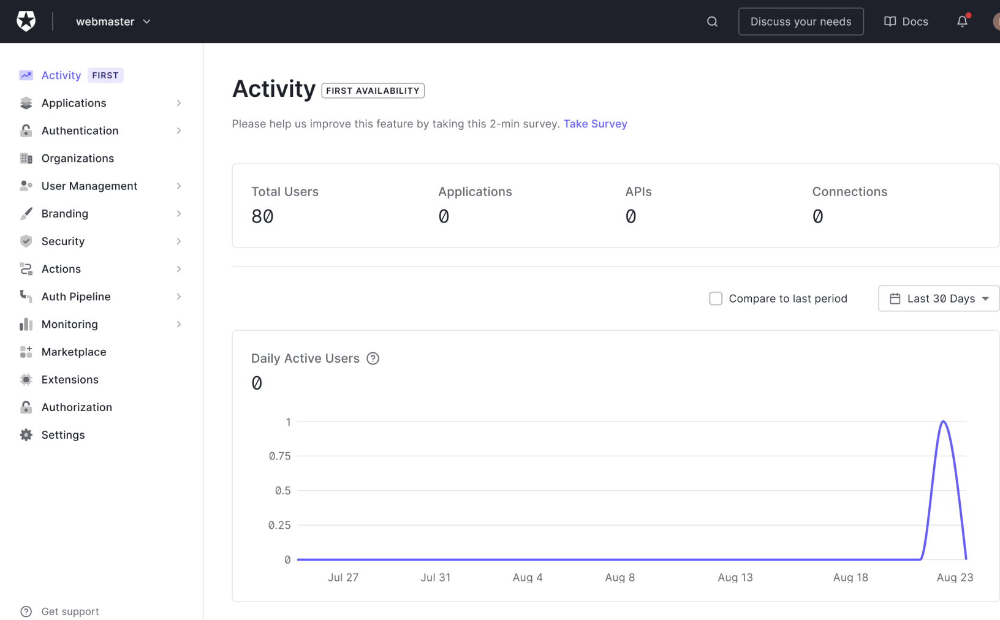 webmaster
Discuss your needs
Docs
Activity FIRST
Applications
Authentication
Organizations
User Management
Branding
Security
Actions
Auth Pipeline
Monitoring
Marketplace
Extensions
Authorization
Settings
Get support
Activity FIRST AVAILABILITY
Please help us improve this feature by taking this 2-min survey. Take Survey
Total Users
80
Applications
0
APIs
0
Connections
0
Compare to last period
Last 30 Days
Daily Active Users
0
1
0.75
0.5
0.25
0
Jul 27 Jul 31 Aug 4 Aug 8 Aug 13 Aug 18 Aug 23